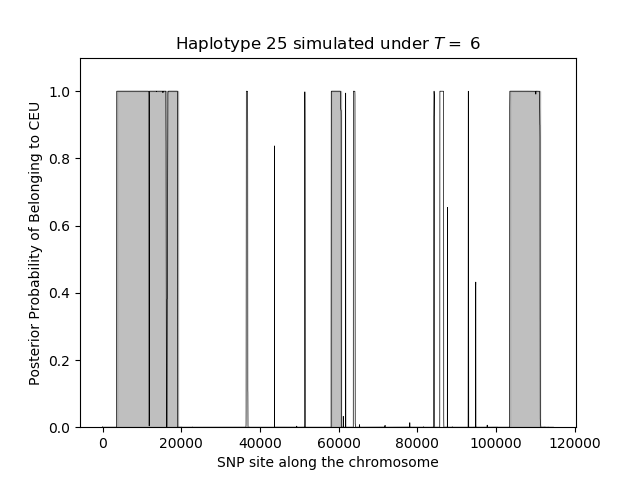 Haplotype 25 simulated under T = 6
Posterior Probability of Belonging to CEU
1.0
0.8
0.6
0.4
0.2
0.0
0 20000 40000 60000 80000 100000 120000
SNP site along the chromosome